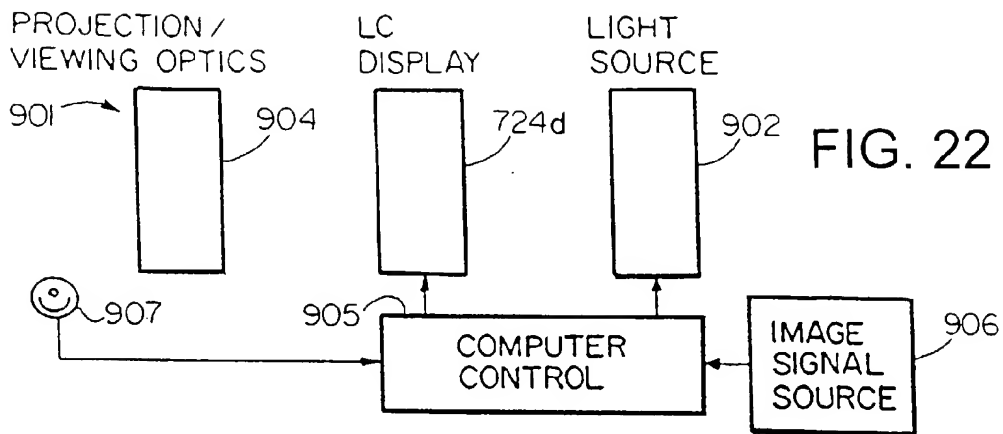 PROJECTION/
VIEWING OPTICS
LC
DISPLAY
LIGHT
SOURCE
901
904
724d
902
FIG. 22
907
905
COMPUTER
CONTROL
IMAGE
SIGNAL
SOURCE
906